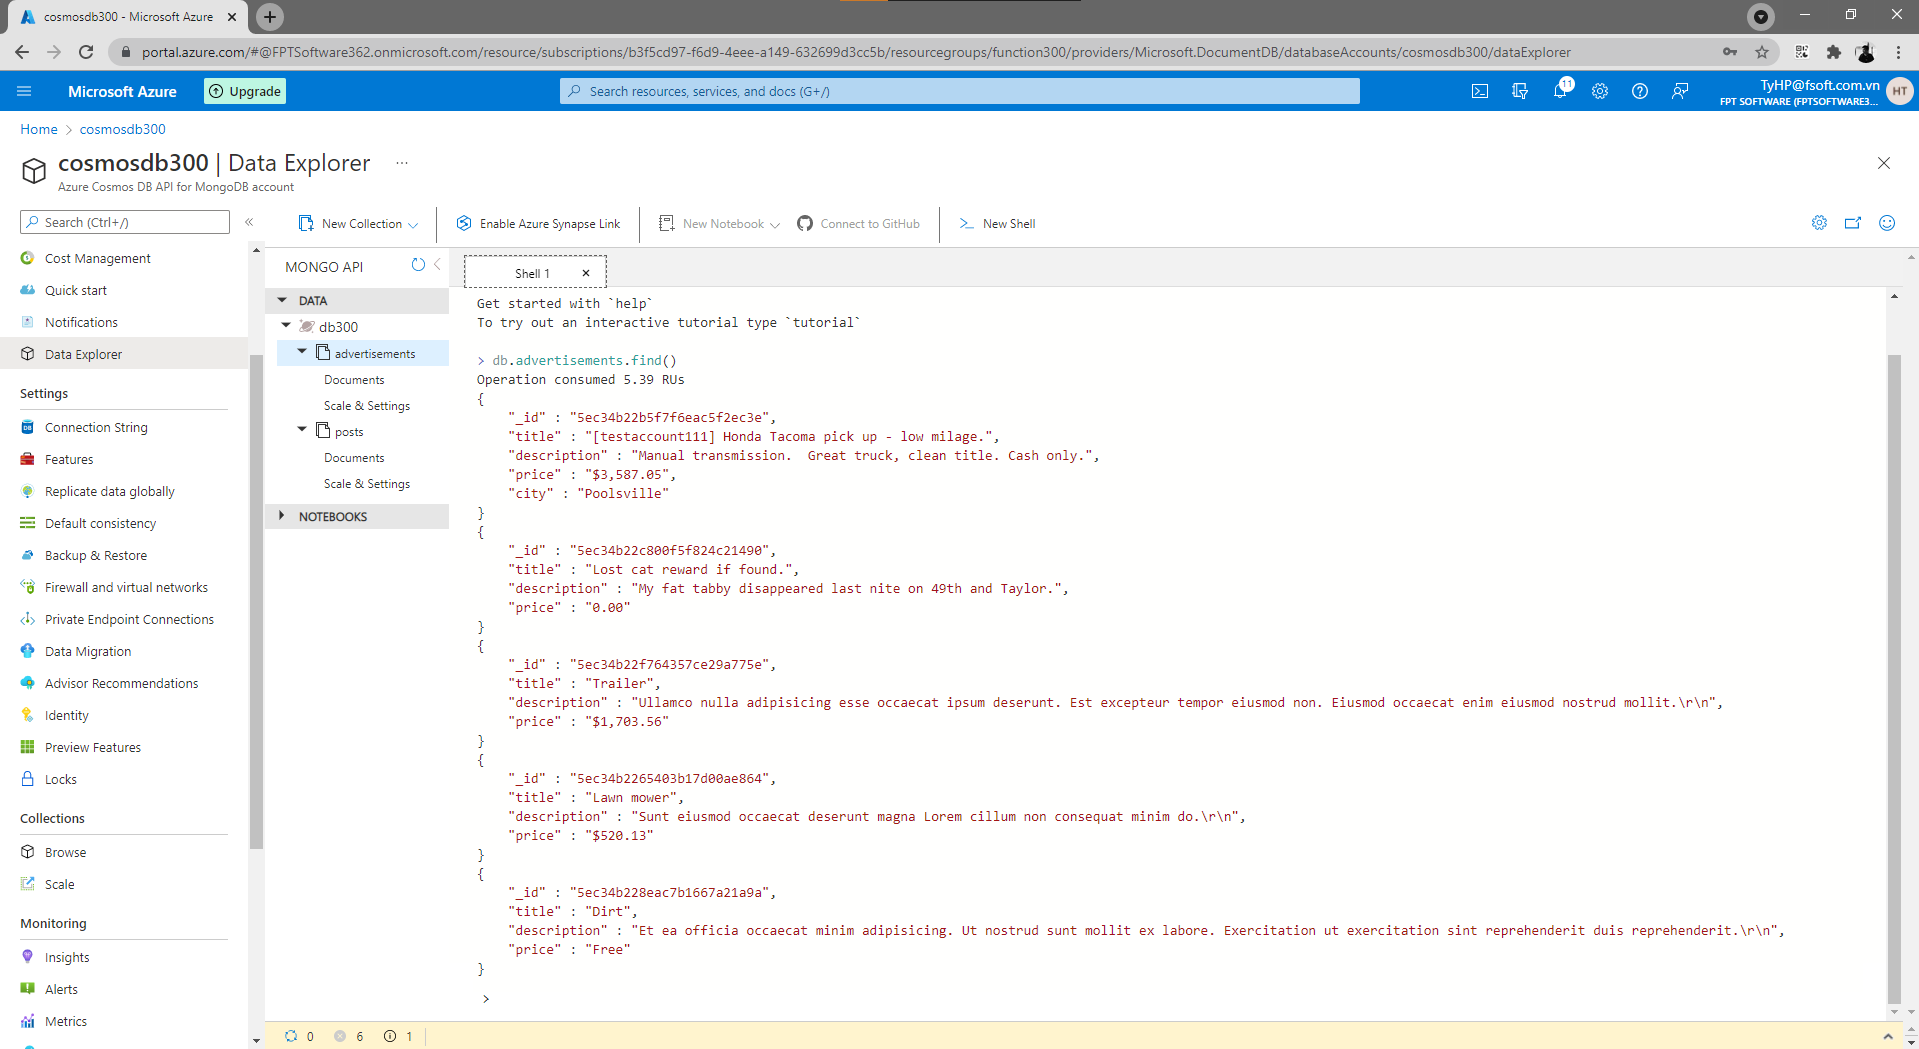 cosmosdb300 - Microsoft Azure
portal.azure.com/#@FPTSoftware362.onmicrosoft.com/resource/subscriptions/b3f5cd97-f6d9-4eee-a149-632699d3cc5b/resourcegroups/function300/providers/Microsoft.DocumentDB/databaseAccounts/cosmosdb300/dataExplorer
Microsoft Azure
Upgrade
Search resources, services, and docs (G+/)
11
TyHP@fsoft.com.vn
FPT SOFTWARE (FPTSOFTWARE3...
HT
Home > cosmosdb300
cosmosdb300 | Data Explorer ...
Azure Cosmos DB API for MongoDB account
Search (Ctrl+/)
«
New Collection
Enable Azure Synapse Link
New Notebook
Connect to GitHub
New Shell
Cost Management
Quick start
Notifications
Data Explorer
Settings
Connection String
Features
Replicate data globally
Default consistency
Backup & Restore
Firewall and virtual networks
Private Endpoint Connections
Data Migration
Advisor Recommendations
Identity
Preview Features
Locks
Collections
Browse
Scale
Monitoring
Insights
Alerts
Metrics
MONGO API
DATA
db300
advertisements
Documents
Scale & Settings
posts
Documents
Scale & Settings
NOTEBOOKS
Shell 1
Get started with `help`
To try out an interactive tutorial type `tutorial`
> db.advertisements.find()
Operation consumed 5.39 RUs
{
"_id" : "5ec34b22b5f7f6eac5f2ec3e",
"title" : "[testaccount111] Honda Tacoma pick up - low milage.",
"description" : "Manual transmission.  Great truck, clean title. Cash only.",
"price" : "$3,587.05",
"city" : "Poolsville"
}
{
"_id" : "5ec34b22c800f5f824c21490",
"title" : "Lost cat reward if found.",
"description" : "My fat tabby disappeared last nite on 49th and Taylor.",
"price" : "0.00"
}
{
"_id" : "5ec34b22f764357ce29a775e",
"title" : "Trailer",
"description" : "Ullamco nulla adipisicing esse occaecat ipsum deserunt. Est excepteur tempor eiusmod non. Eiusmod occaecat enim eiusmod nostrud mollit.\r\n",
"price" : "$1,703.56"
}
{
"_id" : "5ec34b2265403b17d00ae864",
"title" : "Lawn mower",
"description" : "Sunt eiusmod occaecat deserunt magna Lorem cillum non consequat minim do.\r\n",
"price" : "$520.13"
}
{
"_id" : "5ec34b228eac7b1667a21a9a",
"title" : "Dirt",
"description" : "Et ea officia occaecat minim adipisicing. Ut nostrud sunt mollit ex labore. Exercitation ut exercitation sint reprehenderit duis reprehenderit.\r\n",
"price" : "Free"
}
>
0 6 1